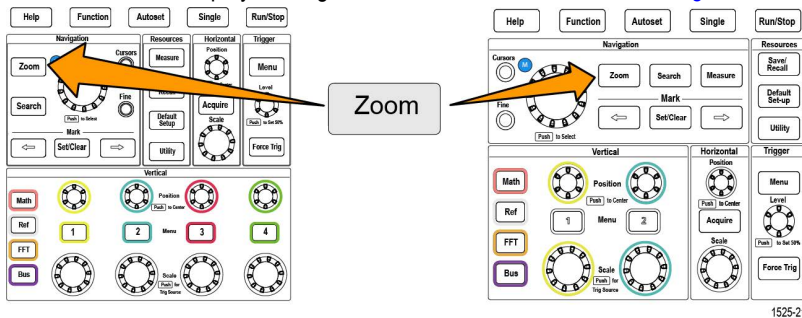 Help Function Autoset Single Run/Stop
Navigation Resources Horizontal Trigger
Cursors Measure Position Menu
Zoom
Fine Level
Search Acquire
Push to Select Default Setup Scale Push to Set 50%
Mark
Set/Clear Utility Force Trig
Vertical
Math Position
Push to Center
Ref
1 2 Menu 3 4
FFT
Bus Scale
Push for
Trig Source
Zoom
Help Function Autoset Single Run/Stop
Navigation Resources
Cursors M Save/
Recall
Zoom Search Measure
Fine Mark Default
Set-up
Set/Clear
Push to Select Utility
Vertical Horizontal Trigger
Position
Math Position Menu
Push to Center Push to Center Level
Ref 1 Menu 2 Acquire
FFT Scale Push to Set 50%
Bus Scale Force Trig
Push for
Trig Source
1525-2